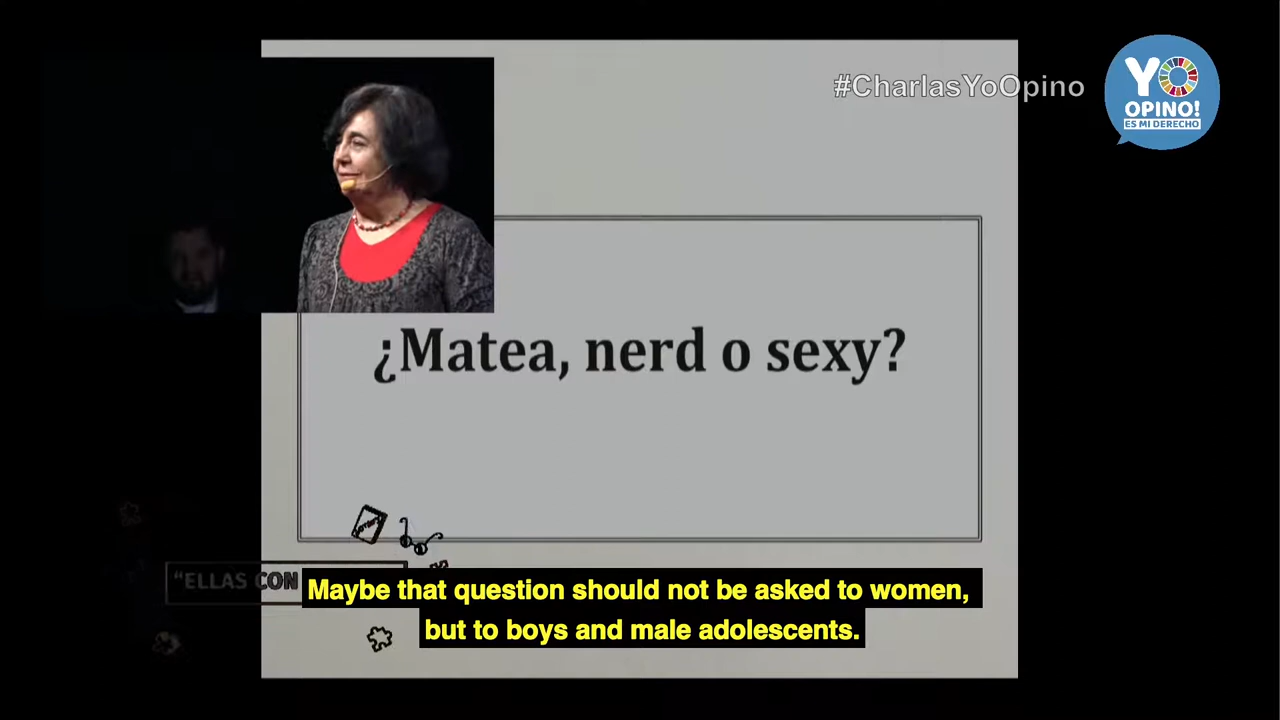 #CharlasYoOpino
YO
OPINO!
ES MI DERECHO
¿Matea, nerd o sexy?
“ELLAS CON
Maybe that question should not be asked to women,
but to boys and male adolescents.